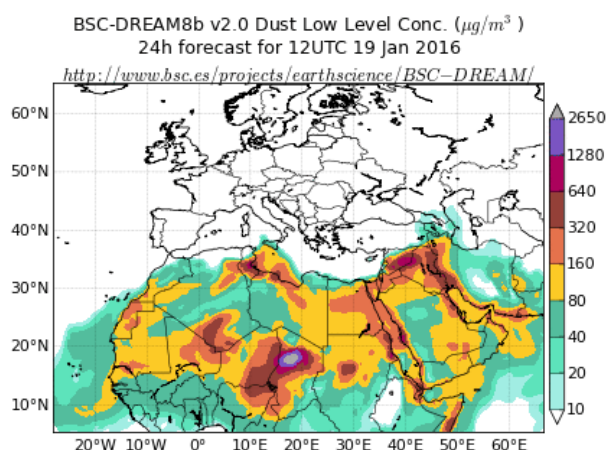 BSC-DREAM8b v2.0 Dust Low Level Conc. (μg/m³ )
24h forecast for 12UTC 19 Jan 2016
http://www.bsc.es/projects/earthscience/BSC−DREAM/
60°N
50°N
40°N
30°N
20°N
10°N
20°W 10°W 0° 10°E 20°E 30°E 40°E 50°E 60°E
2650
1280
640
320
160
80
40
20
10